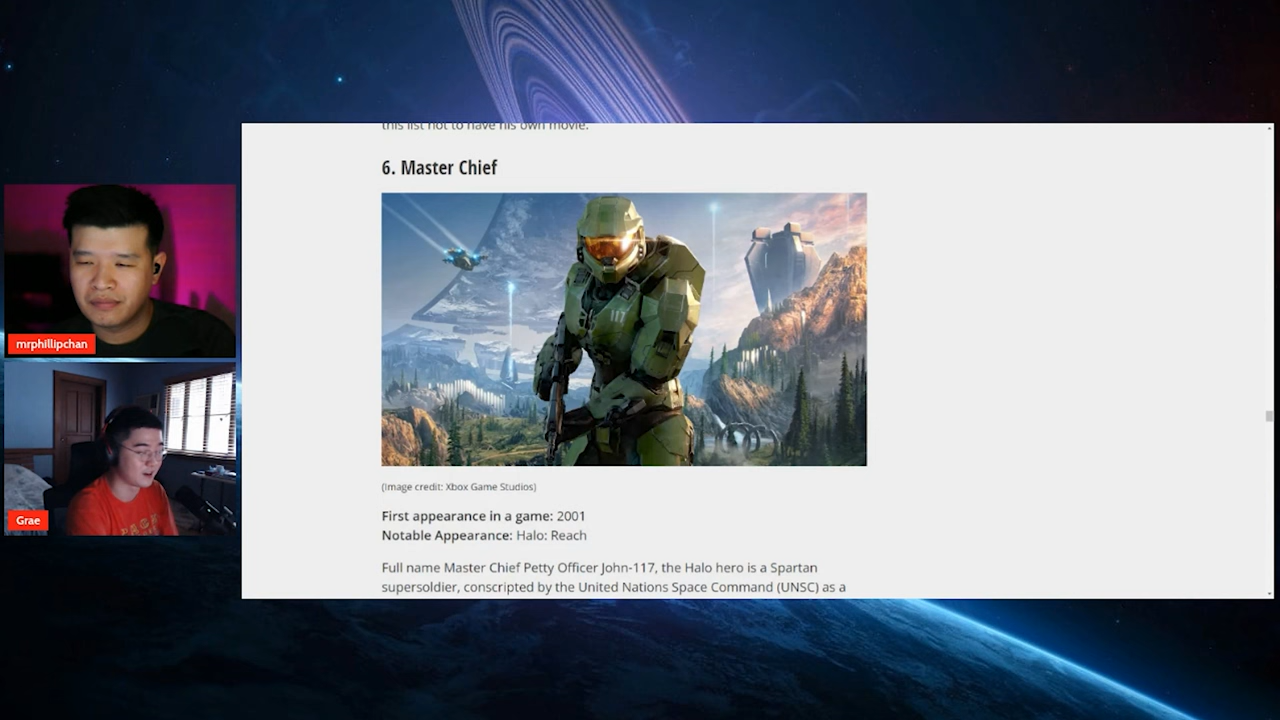 this list not to have his own movie.
6. Master Chief
117
mrphillipchan
Grae
(Image credit: Xbox Game Studios)
First appearance in a game: 2001
Notable Appearance: Halo: Reach
Full name Master Chief Petty Officer John-117, the Halo hero is a Spartan
supersoldier, conscripted by the United Nations Space Command (UNSC) as a